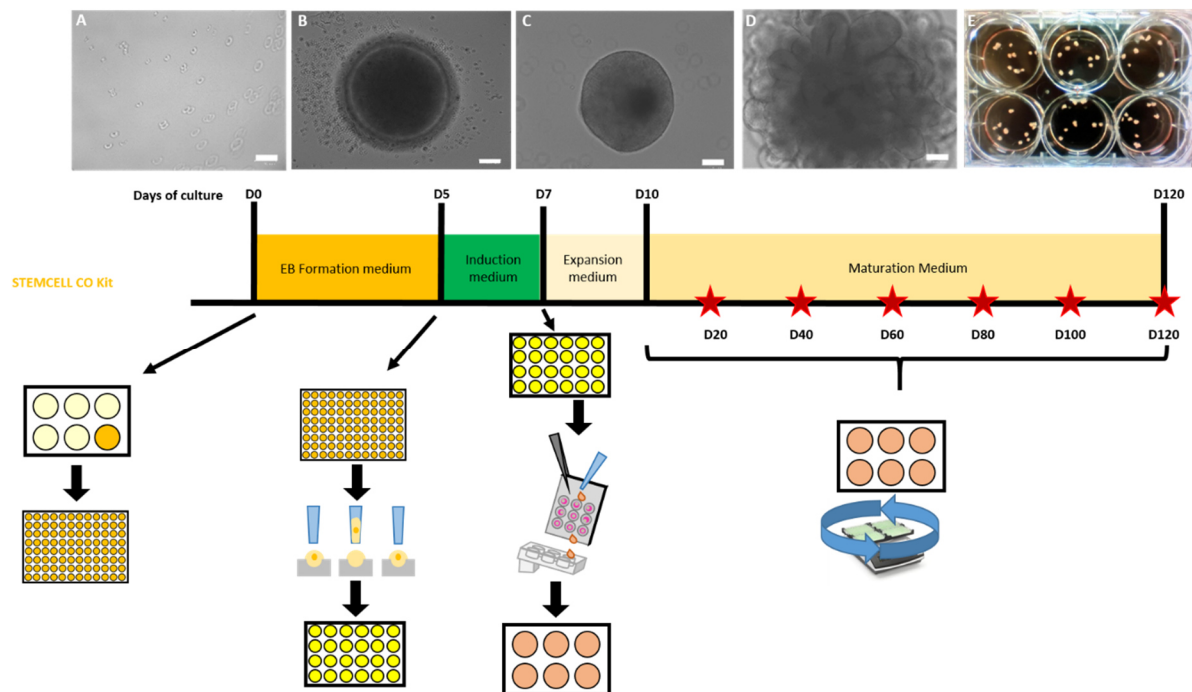 A
B
C
D
E
Days of culture
D0
D5
D7
D10
D120
STEMCELL CO Kit
EB Formation medium
Induction
medium
Expansion
medium
Maturation Medium
D20
D40
D60
D80
D100
D120